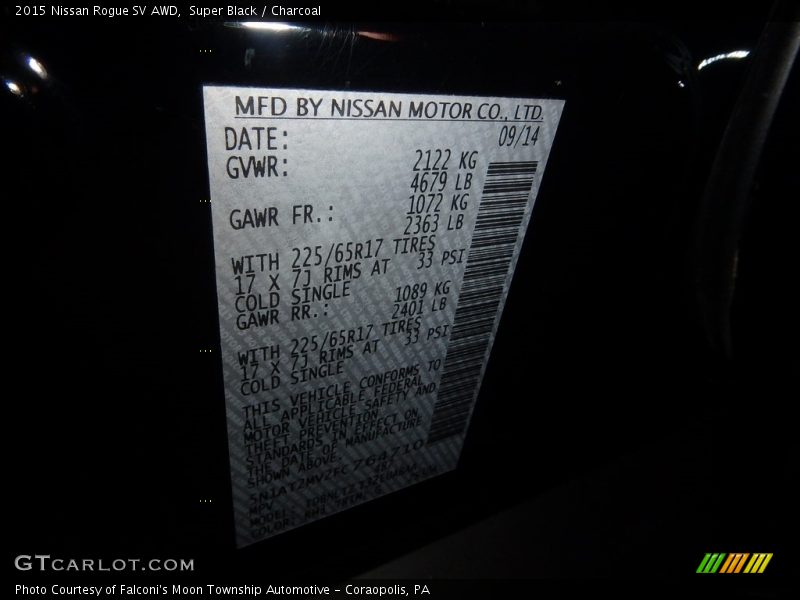 2015 Nissan Rogue SV AWD, Super Black / Charcoal
MFD BY NISSAN MOTOR CO., LTD.
DATE: 09/14
GVWR: 2122 KG
4679 LB
GAWR FR.: 1072 KG
2363 LB
WITH 225/65R17 TIRES
17 X 7J RIMS AT 33 PSI
COLD SINGLE
GAWR RR.: 1089 KG
2401 LB
WITH 225/65R17 TIRES
17 X 7J RIMS AT 33 PSI
COLD SINGLE
THIS VEHICLE CONFORMS TO
ALL APPLICABLE FEDERAL
MOTOR VEHICLE SAFETY AND
THEFT PREVENTION
STANDARDS IN EFFECT ON
THE DATE OF MANUFACTURE
SHOWN ABOVE.
5N1AT2MV2FC764710
MPV
MODEL:
COLOR:
GTCARLOT.COM
Photo Courtesy of Falconi's Moon Township Automotive - Coraopolis, PA